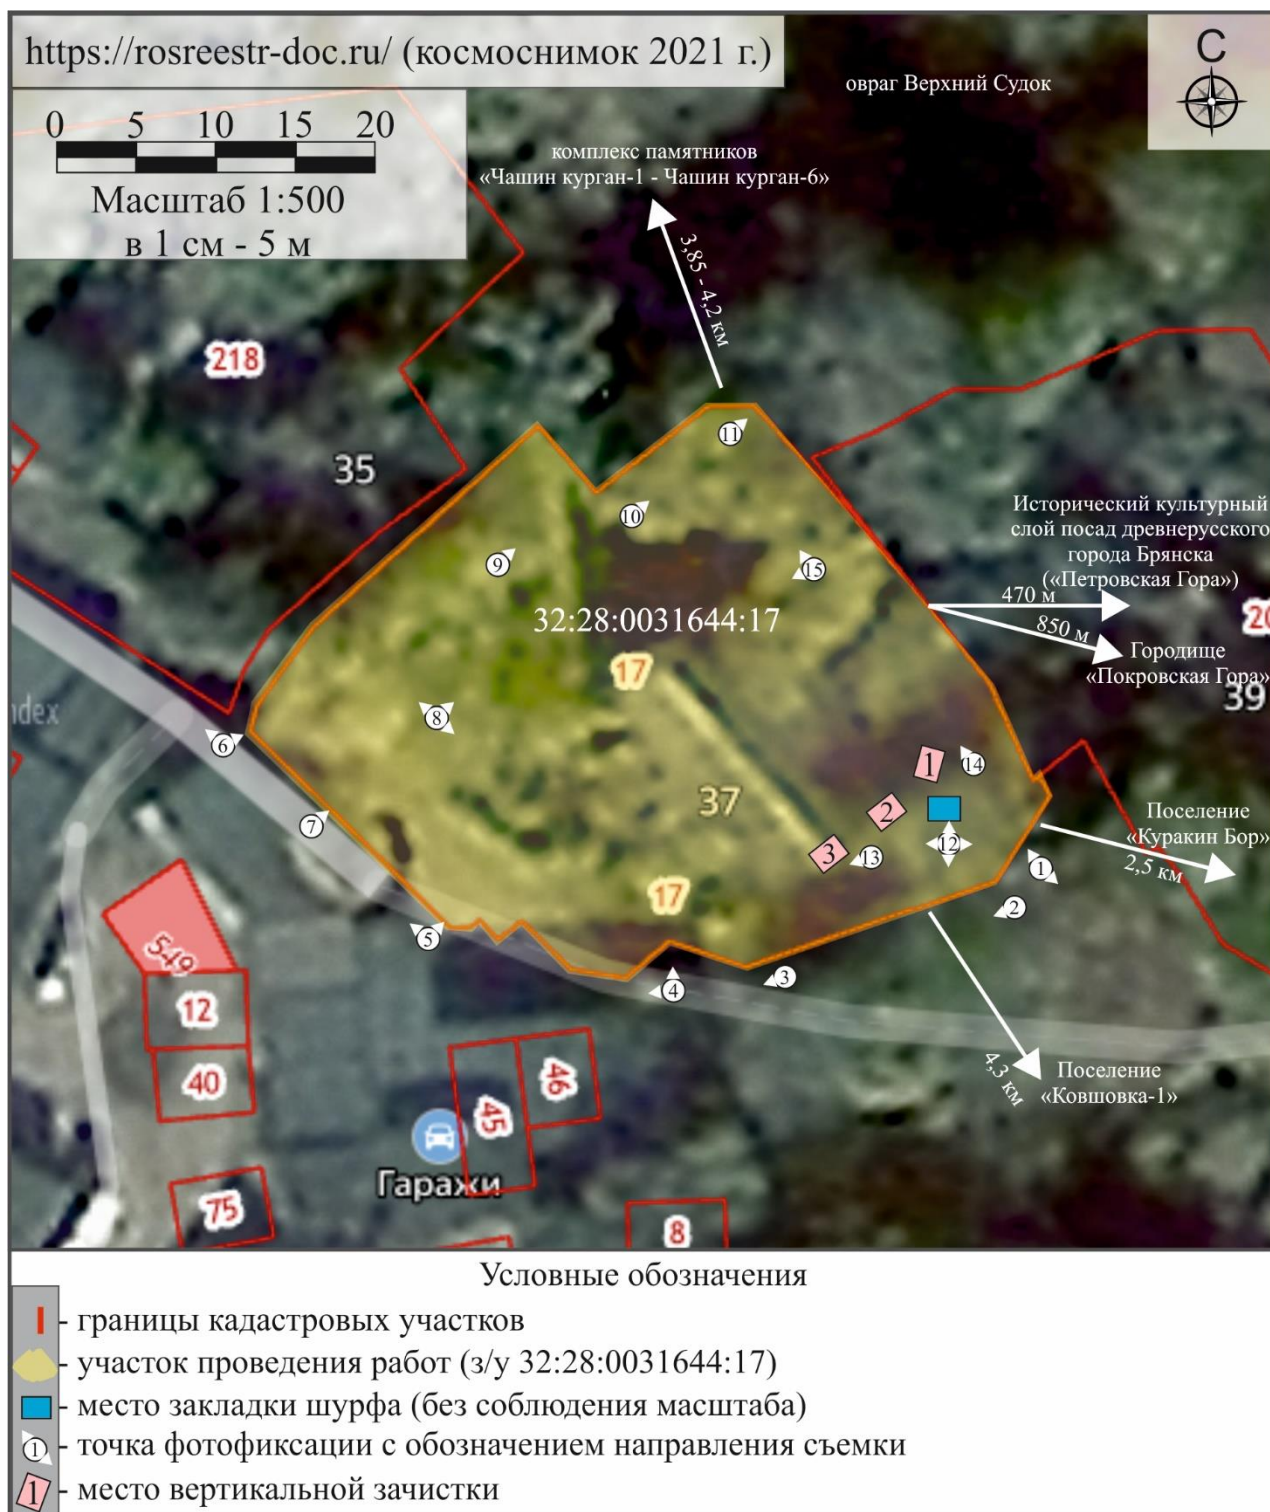 https://rosreestr-doc.ru/ (космоснимок 2021 г.)
С
0 5 10 15 20
Масштаб 1:500
в 1 см - 5 м
овраг Верхний Судок
комплекс памятников
«Чашин курган-1 - Чашин курган-6»
3,85 - 4,2 км
218
35
11
10
9
15
Исторический культурный
слой посад древнерусского
города Брянска
(«Петровская Гора»)
470 м
850 м
Городище
«Покровская Гора»
20
39
32:28:0031644:17
17
8
6
7
37
1
14
2
12
3
13
17
1
2
5
4
3
Поселение
«Куракин Бор»
2,5 км
4,3 км
Поселение
«Ковшовка-1»
ndex
549
12
40
75
45
46
8
Гаражи
Условные обозначения
- границы кадастровых участков
- участок проведения работ (з/у 32:28:0031644:17)
- место закладки шурфа (без соблюдения масштаба)
1 - точка фотофиксации с обозначением направления съемки
1 - место вертикальной зачистки